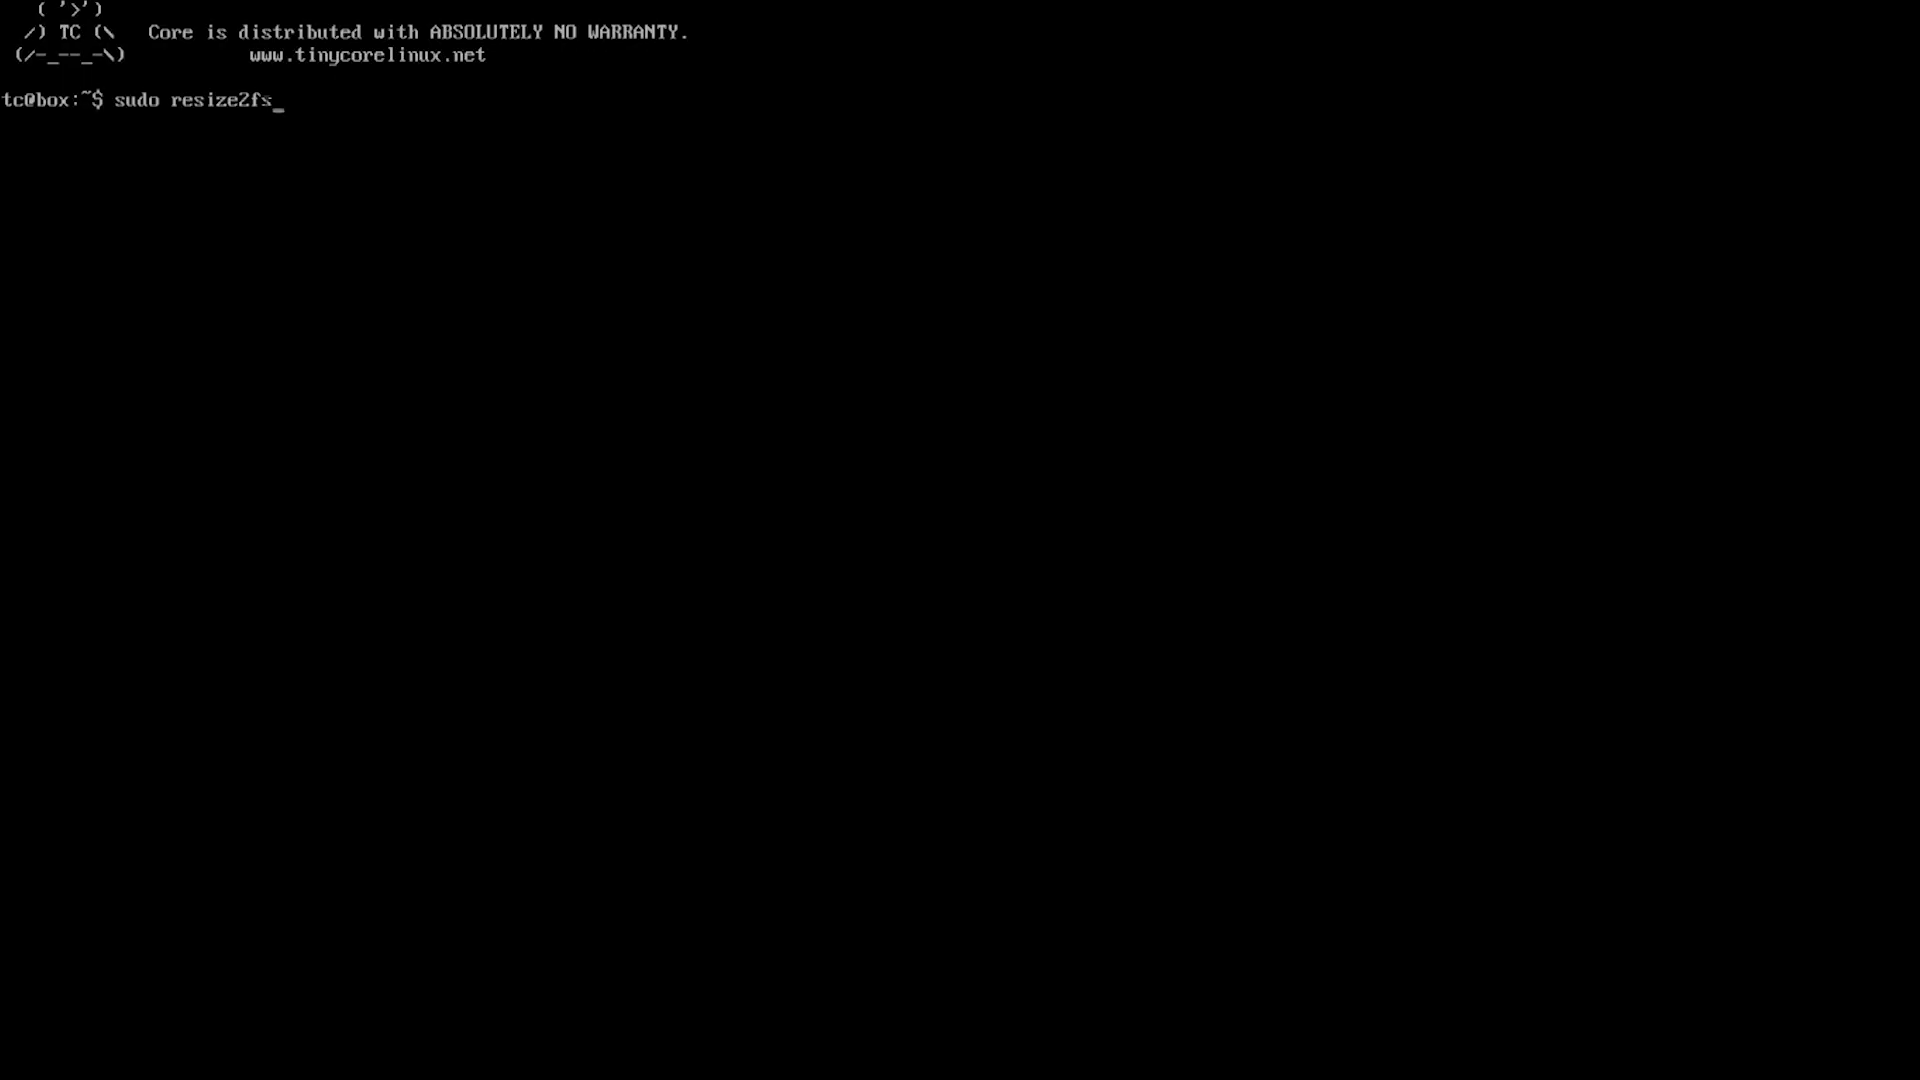 ( '>')
/) TC (\   Core is distributed with ABSOLUTELY NO WARRANTY.
(/-_--_-\)           www.tinycorelinux.net
tc@box:~$ sudo resize2fs_